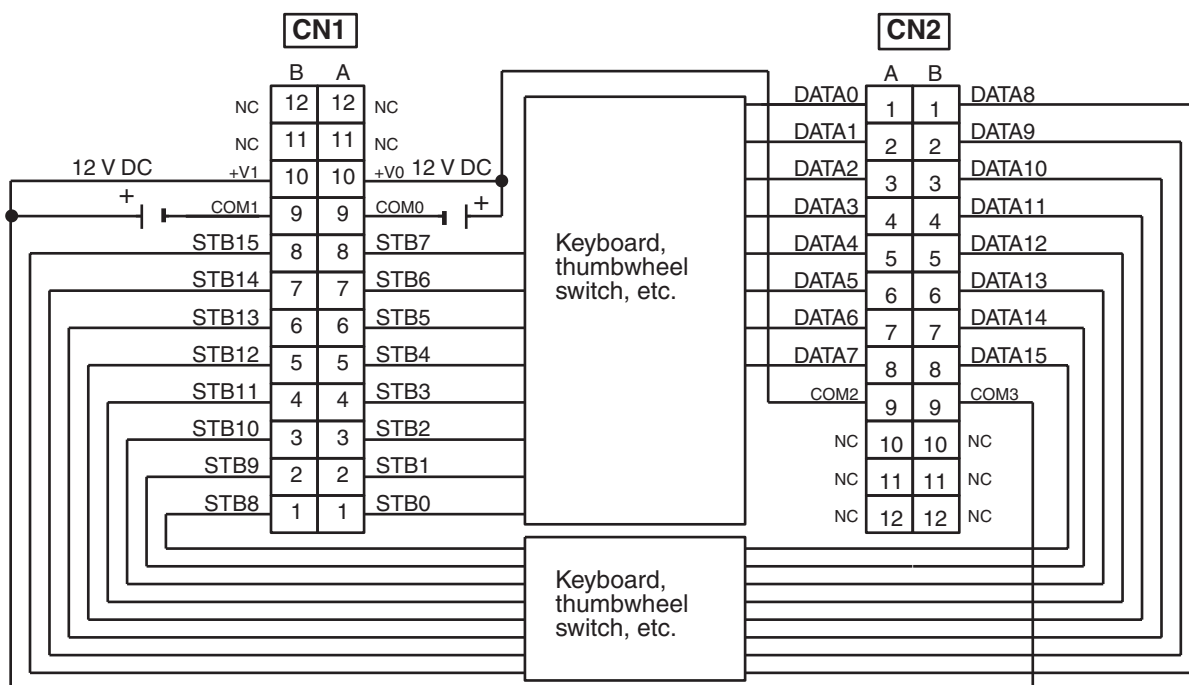 CN1
CN2
B A
A B
NC 12 12 NC
NC 11 11 NC
12 V DC +V1 10 10 +V0 12 V DC
+ COM1 9 9 COM0 +
STB15 8 8 STB7
STB14 7 7 STB6
STB13 6 6 STB5
STB12 5 5 STB4
STB11 4 4 STB3
STB10 3 3 STB2
STB9 2 2 STB1
STB8 1 1 STB0
Keyboard,
thumbwheel
switch, etc.
Keyboard,
thumbwheel
switch, etc.
DATA0 1 1 DATA8
DATA1 2 2 DATA9
DATA2 3 3 DATA10
DATA3 4 4 DATA11
DATA4 5 5 DATA12
DATA5 6 6 DATA13
DATA6 7 7 DATA14
DATA7 8 8 DATA15
COM2 9 9 COM3
NC 10 10 NC
NC 11 11 NC
NC 12 12 NC